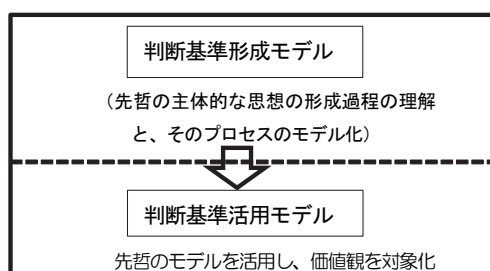 判断基準形成モデル
（先哲の主体的な思想の形成過程の理解
と、そのプロセスのモデル化）
判断基準活用モデル
先哲のモデルを活用し、価値観を対象化